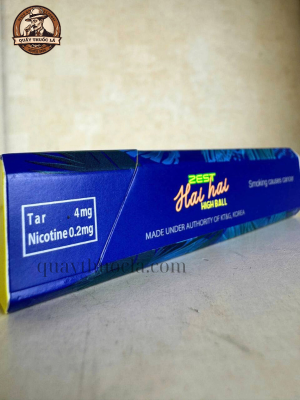 QUẦY THUỐC LÁ
ZEST
Hai hai
HIGH BALL
Smoking causes cancer
Tar 4mg
Nicotine 0.2mg
MADE UNDER AUTHORITY OF KT&G, KOREA
quaythuocla.com